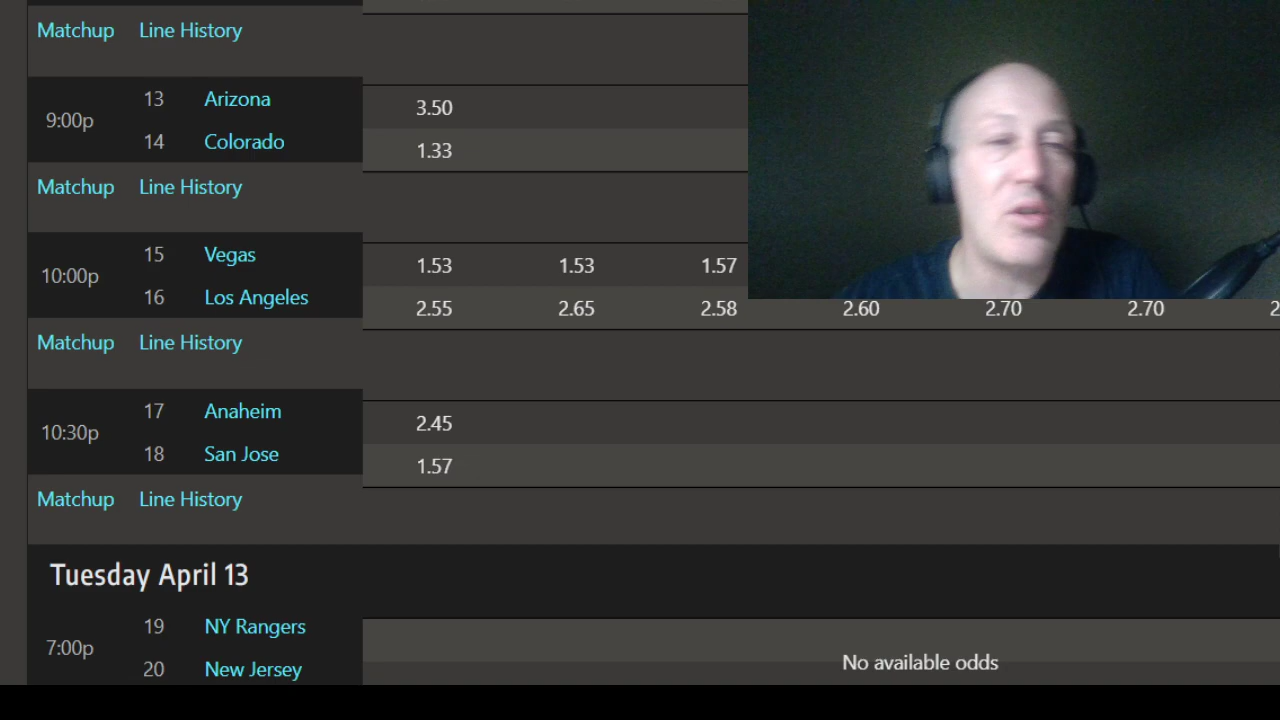 Matchup Line History
9:00p 13 Arizona 3.50
14 Colorado 1.33
Matchup Line History
10:00p 15 Vegas 1.53 1.53 1.57
16 Los Angeles 2.55 2.65 2.58 2.60 2.70 2.70
Matchup Line History
10:30p 17 Anaheim 2.45
18 San Jose 1.57
Matchup Line History
Tuesday April 13
7:00p 19 NY Rangers
20 New Jersey No available odds